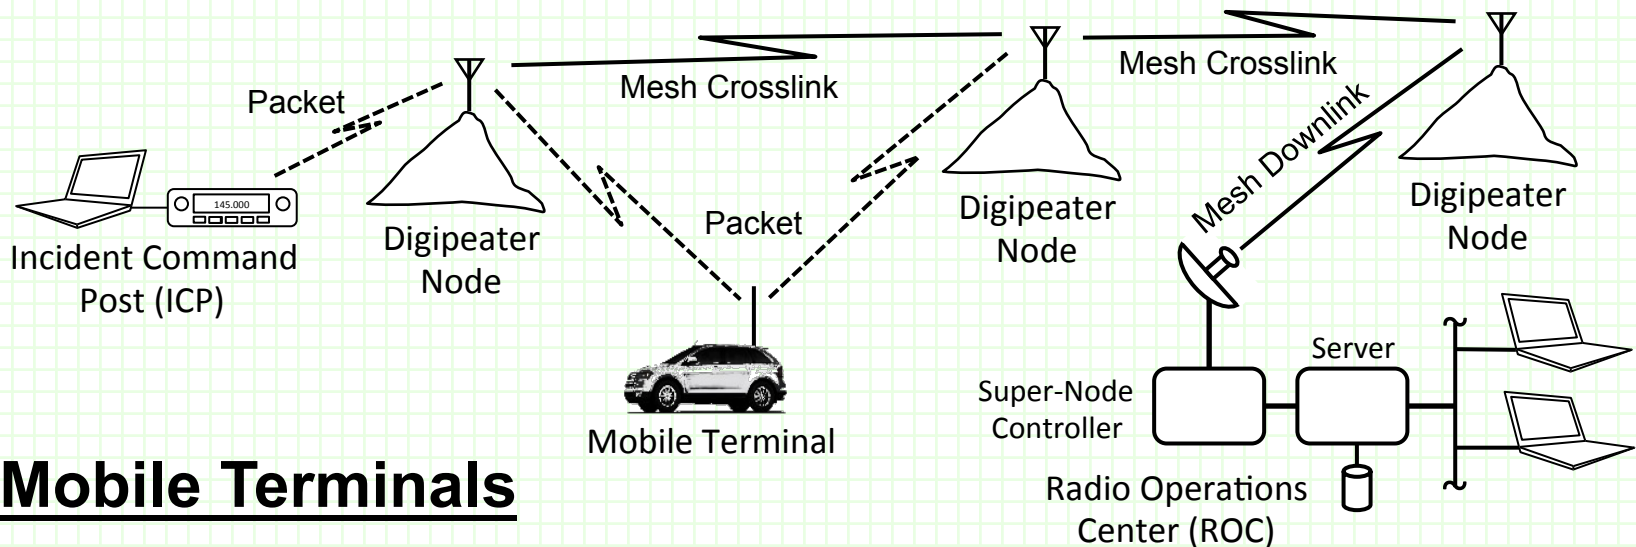 Mesh Crosslink
Mesh Crosslink
Packet
145.000
Incident Command
Post (ICP)
Digipeater
Node
Packet
Digipeater
Node
Mesh Downlink
Digipeater
Node
Mobile Terminal
Super-Node
Controller
Server
Radio Operations
Center (ROC)
Mobile Terminals